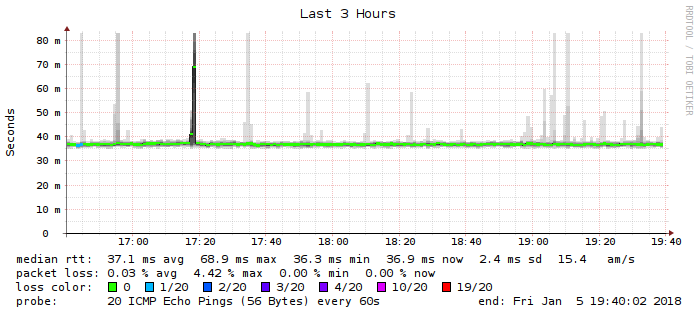 Last 3 Hours
RRDTOOL / TOBI OETIKER
Seconds
80 m
70 m
60 m
50 m
40 m
30 m
20 m
10 m
0
17:00 17:20 17:40 18:00 18:20 18:40 19:00 19:20 19:40
median rtt: 37.1 ms avg 68.9 ms max 36.3 ms min 36.9 ms now 2.4 ms sd 15.4 am/s
packet loss: 0.03 % avg 4.42 % max 0.00 % min 0.00 % now
loss color: 0 1/20 2/20 3/20 4/20 10/20 19/20
probe: 20 ICMP Echo Pings (56 Bytes) every 60s end: Fri Jan 5 19:40:02 2018